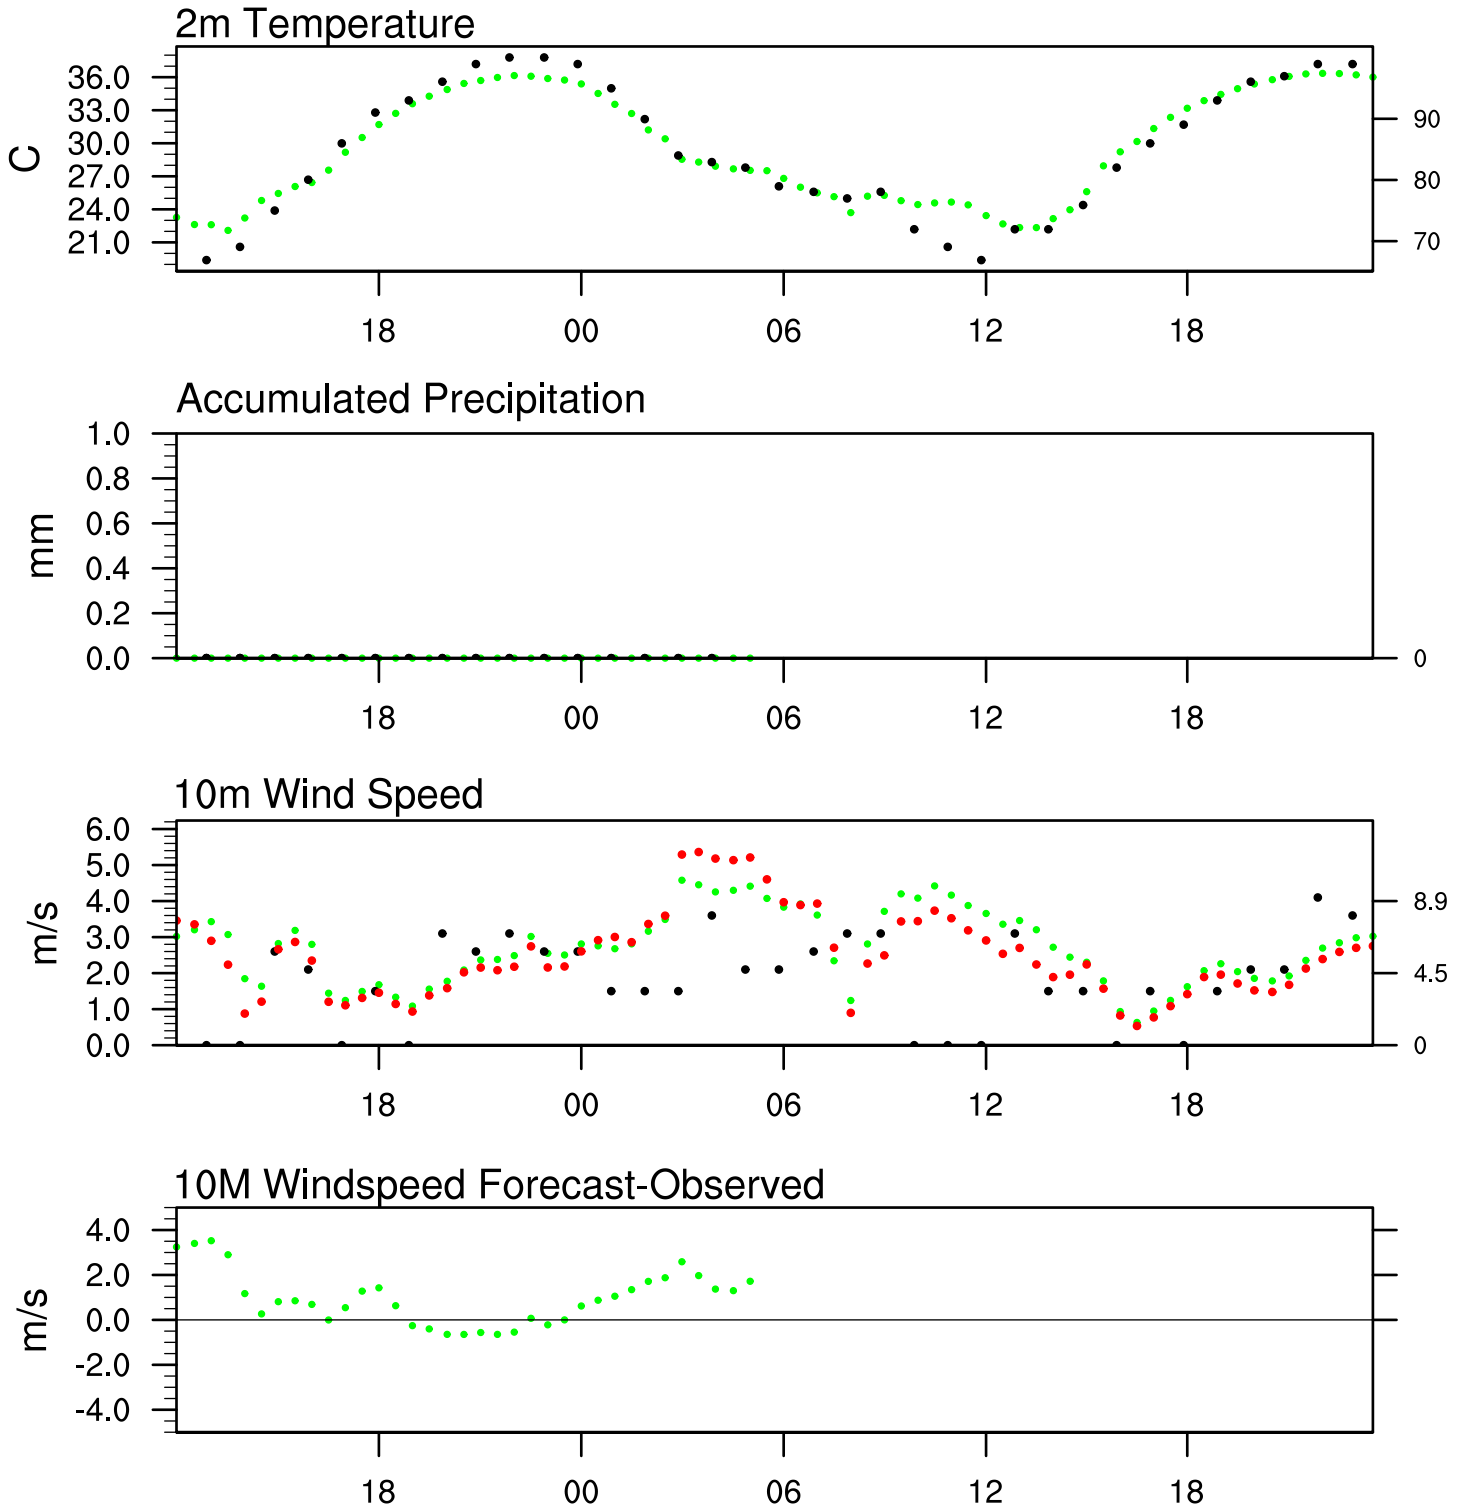 2m Temperature
36.0
33.0
30.0
27.0
24.0
21.0
C
90
80
70
18 00 06 12 18
Accumulated Precipitation
1.0
0.8
0.6
0.4
0.2
0.0
mm
0
18 00 06 12 18
10m Wind Speed
6.0
5.0
4.0
3.0
2.0
1.0
0.0
m/s
8.9
4.5
0
18 00 06 12 18
10M Windspeed Forecast-Observed
4.0
2.0
0.0
-2.0
-4.0
m/s
18 00 06 12 18